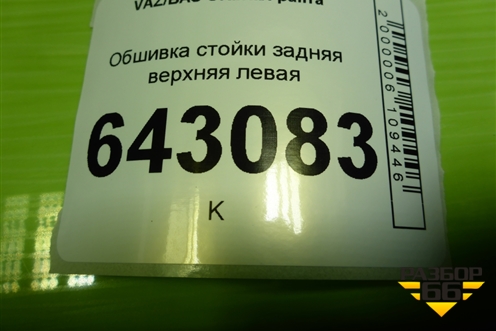 Обшивка стойки задняя
верхняя левая
643083
К
2000006109446
РАЗБОР
66